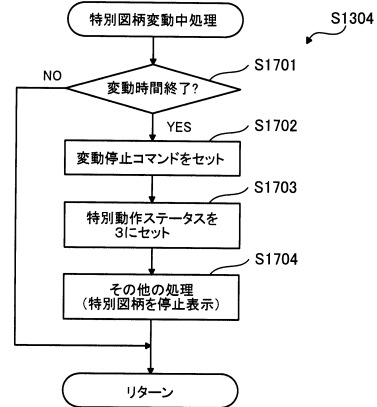 特別図柄変動中処理
S1304
変動時間終了?
S1701
NO
YES
S1702
変動停止コマンドをセット
S1703
特別動作ステータスを
3にセット
S1704
その他の処理
(特別図柄を停止表示)
リターン